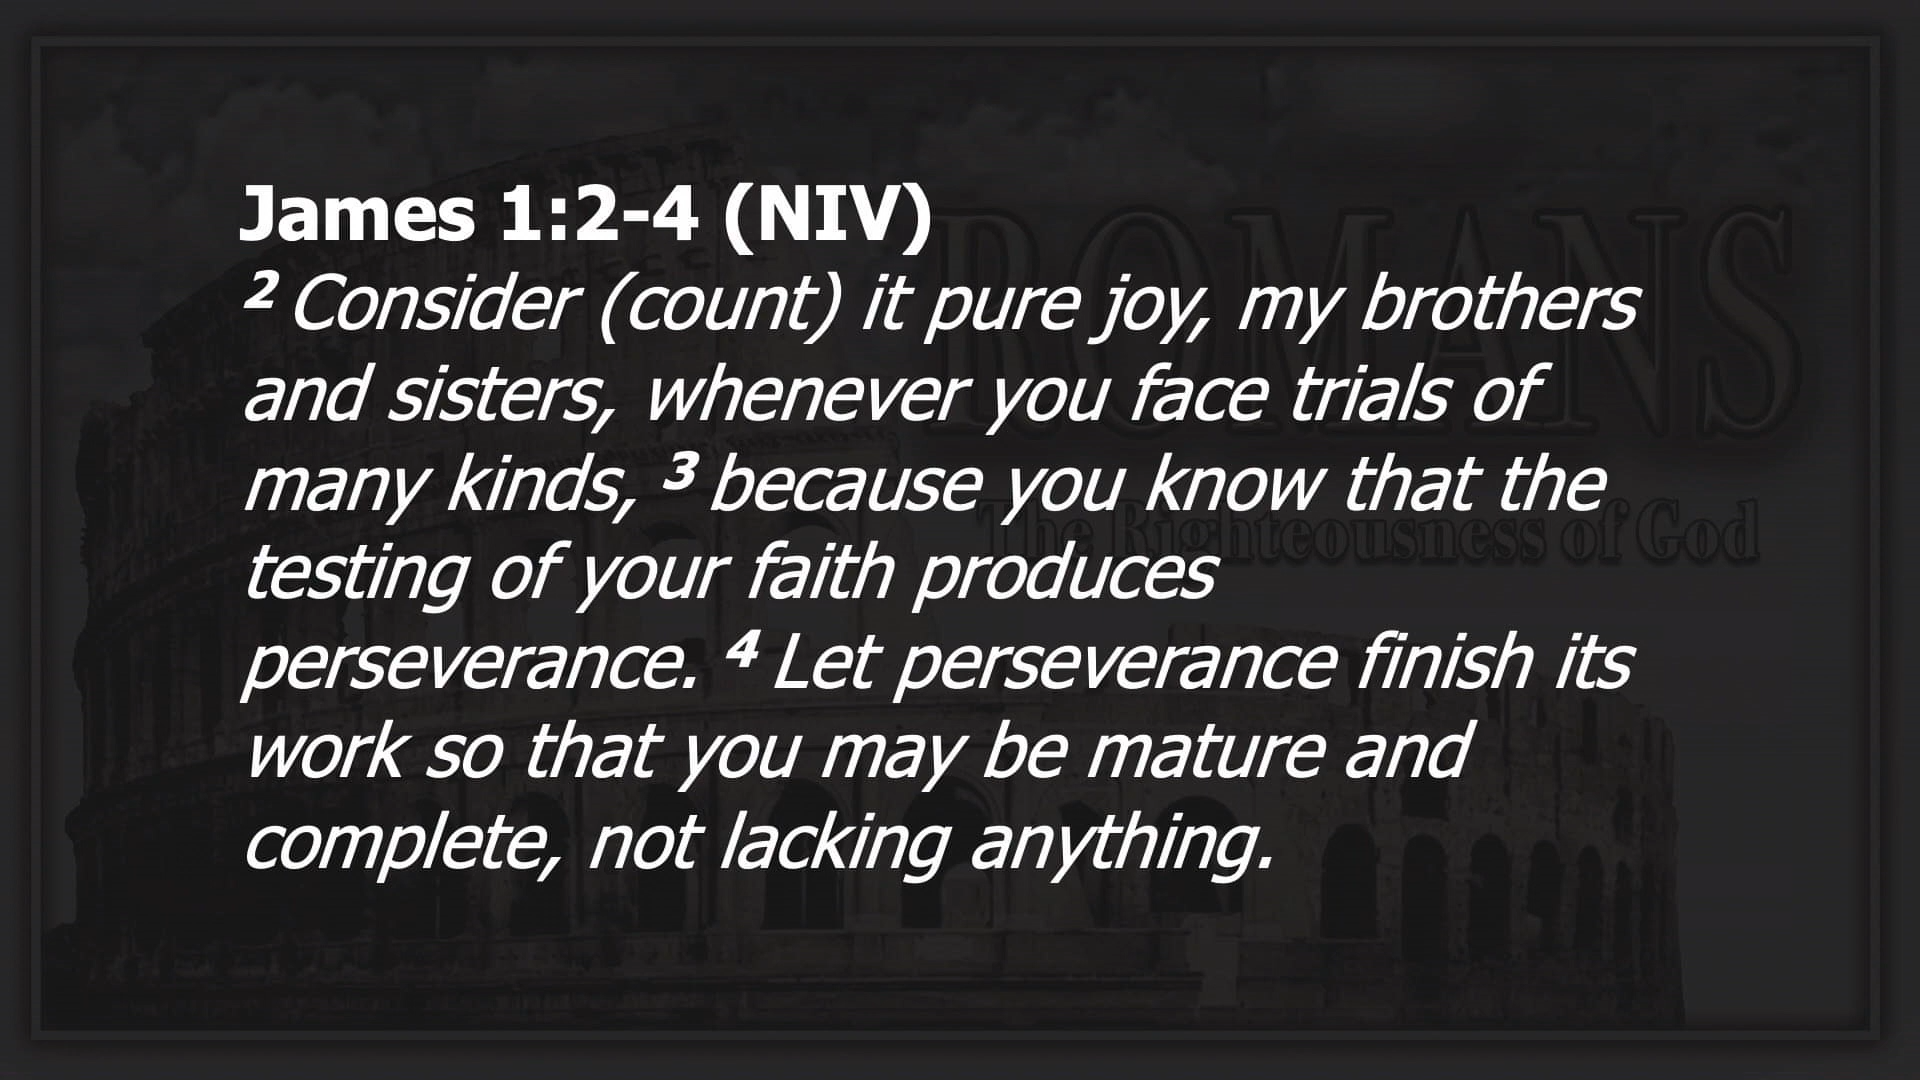 James 1:2-4 (NIV)
2 Consider (count) it pure joy, my brothers
and sisters, whenever you face trials of
many kinds, 3 because you know that the
testing of your faith produces
perseverance. 4 Let perseverance finish its
work so that you may be mature and
complete, not lacking anything.
ROMANS
The Righteousness of God